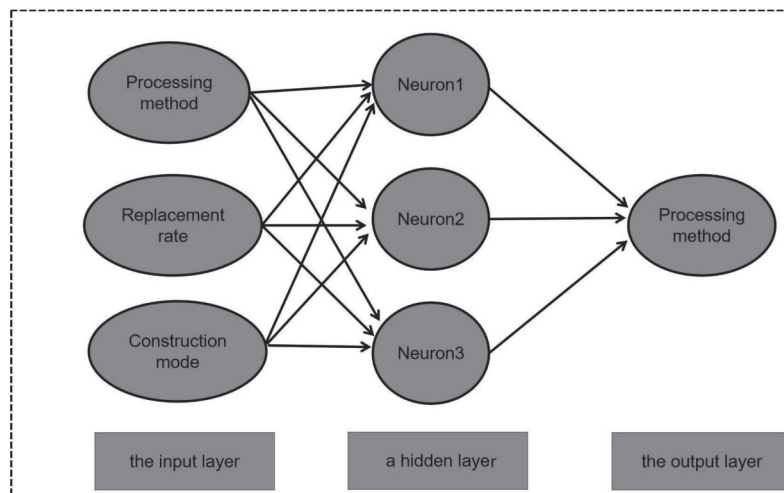 Processing
method
Replacement
rate
Construction
mode
Neuron1
Neuron2
Neuron3
Processing
method
the input layer
a hidden layer
the output layer